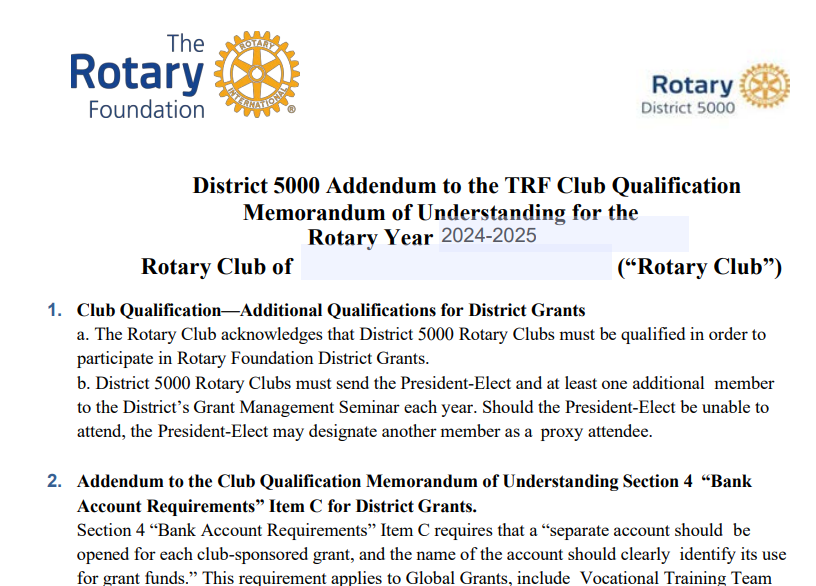 The
Rotary
Foundation
ROTARY
INTERNATIONAL
®
Rotary
District 5000
District 5000 Addendum to the TRF Club Qualification
Memorandum of Understanding for the
Rotary Year 2024-2025
Rotary Club of (“Rotary Club”)
1. Club Qualification—Additional Qualifications for District Grants
a. The Rotary Club acknowledges that District 5000 Rotary Clubs must be qualified in order to
participate in Rotary Foundation District Grants.
b. District 5000 Rotary Clubs must send the President-Elect and at least one additional member
to the District’s Grant Management Seminar each year. Should the President-Elect be unable to
attend, the President-Elect may designate another member as a proxy attendee.
2. Addendum to the Club Qualification Memorandum of Understanding Section 4 “Bank
Account Requirements” Item C for District Grants.
Section 4 “Bank Account Requirements” Item C requires that a “separate account should be
opened for each club-sponsored grant, and the name of the account should clearly identify its use
for grant funds.” This requirement applies to Global Grants, include Vocational Training Team